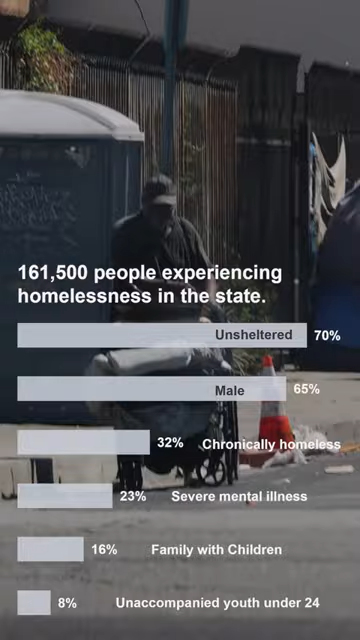 161,500 people experiencing
homelessness in the state.
Unsheltered 70%
Male 65%
32% Chronically homeless
23% Severe mental illness
16% Family with Children
8% Unaccompanied youth under 24